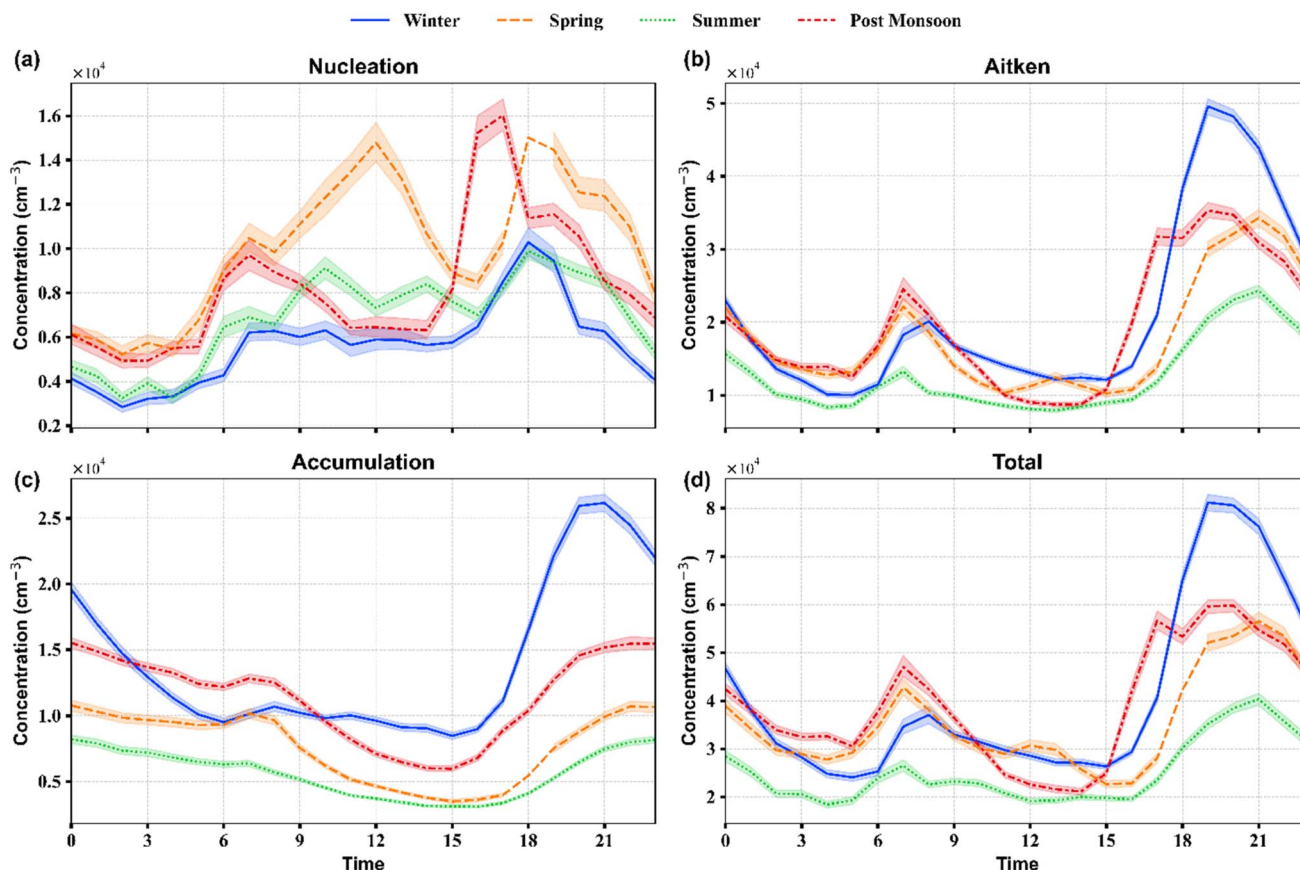 Winter Spring Summer Post Monsoon
(a) Nucleation
×10⁴
Concentration (cm⁻³)
1.6
1.4
1.2
1.0
0.8
0.6
0.4
0.2
(b) Aitken
×10⁴
Concentration (cm⁻³)
5
4
3
2
1
(c) Accumulation
×10⁴
Concentration (cm⁻³)
2.5
2.0
1.5
1.0
0.5
0 3 6 9 12 15 18 21
Time
(d) Total
×10⁴
Concentration (cm⁻³)
8
7
6
5
4
3
2
0 3 6 9 12 15 18 21
Time